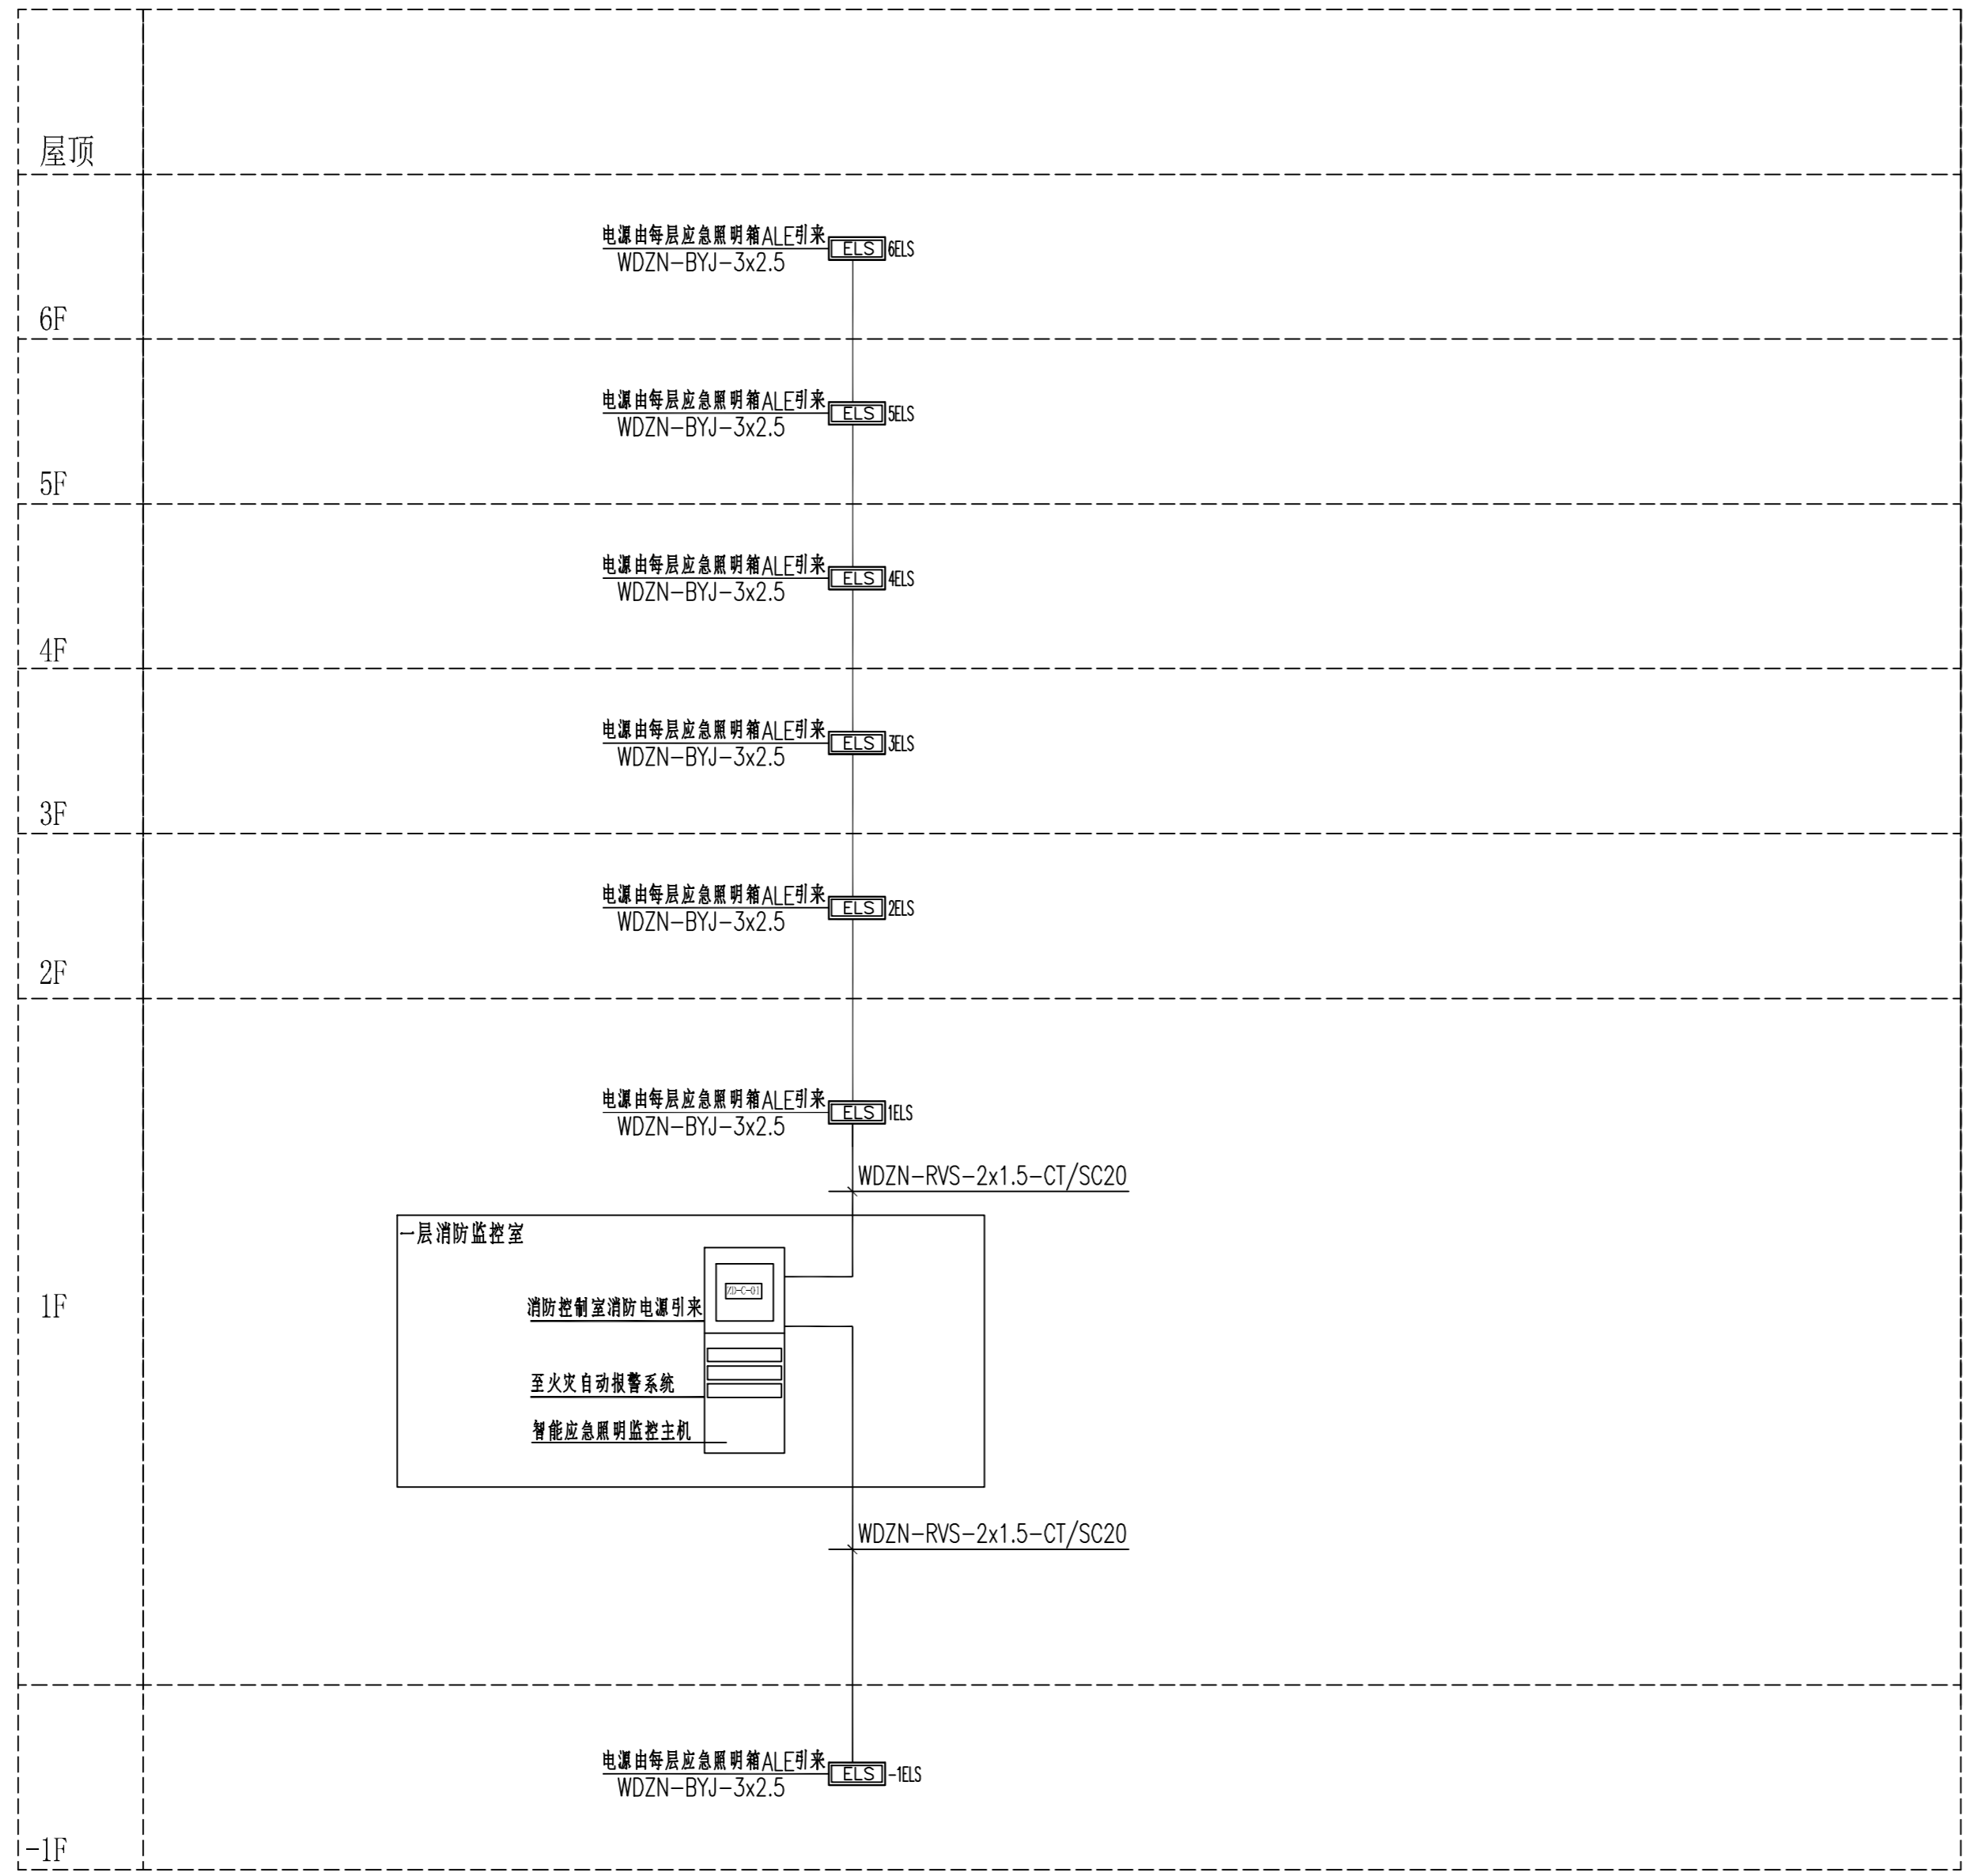 屋顶
电源由每层应急照明箱ALE引来
ELS 6ELS
WDZN-BYJ-3x2.5
6F
电源由每层应急照明箱ALE引来
ELS 5ELS
WDZN-BYJ-3x2.5
5F
电源由每层应急照明箱ALE引来
ELS 4ELS
WDZN-BYJ-3x2.5
4F
电源由每层应急照明箱ALE引来
ELS 3ELS
WDZN-BYJ-3x2.5
3F
电源由每层应急照明箱ALE引来
ELS 2ELS
WDZN-BYJ-3x2.5
2F
电源由每层应急照明箱ALE引来
ELS 1ELS
WDZN-BYJ-3x2.5
WDZN-RVS-2x1.5-CT/SC20
一层消防监控室
ZD-C-01
消防控制室消防电源引来
1F
至火灾自动报警系统
智能应急照明监控主机
WDZN-RVS-2x1.5-CT/SC20
电源由每层应急照明箱ALE引来
ELS -1ELS
WDZN-BYJ-3x2.5
-1F